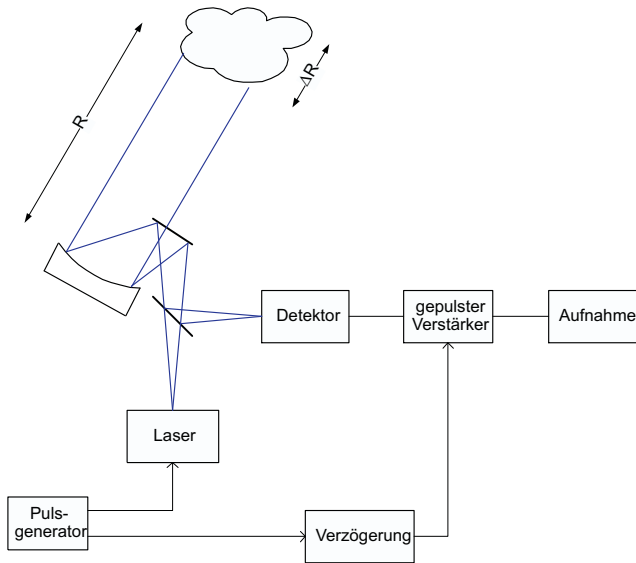 R
ΔR
Detektor
gepulster
Verstärker
Aufnahme
Laser
Puls-
generator
Verzögerung